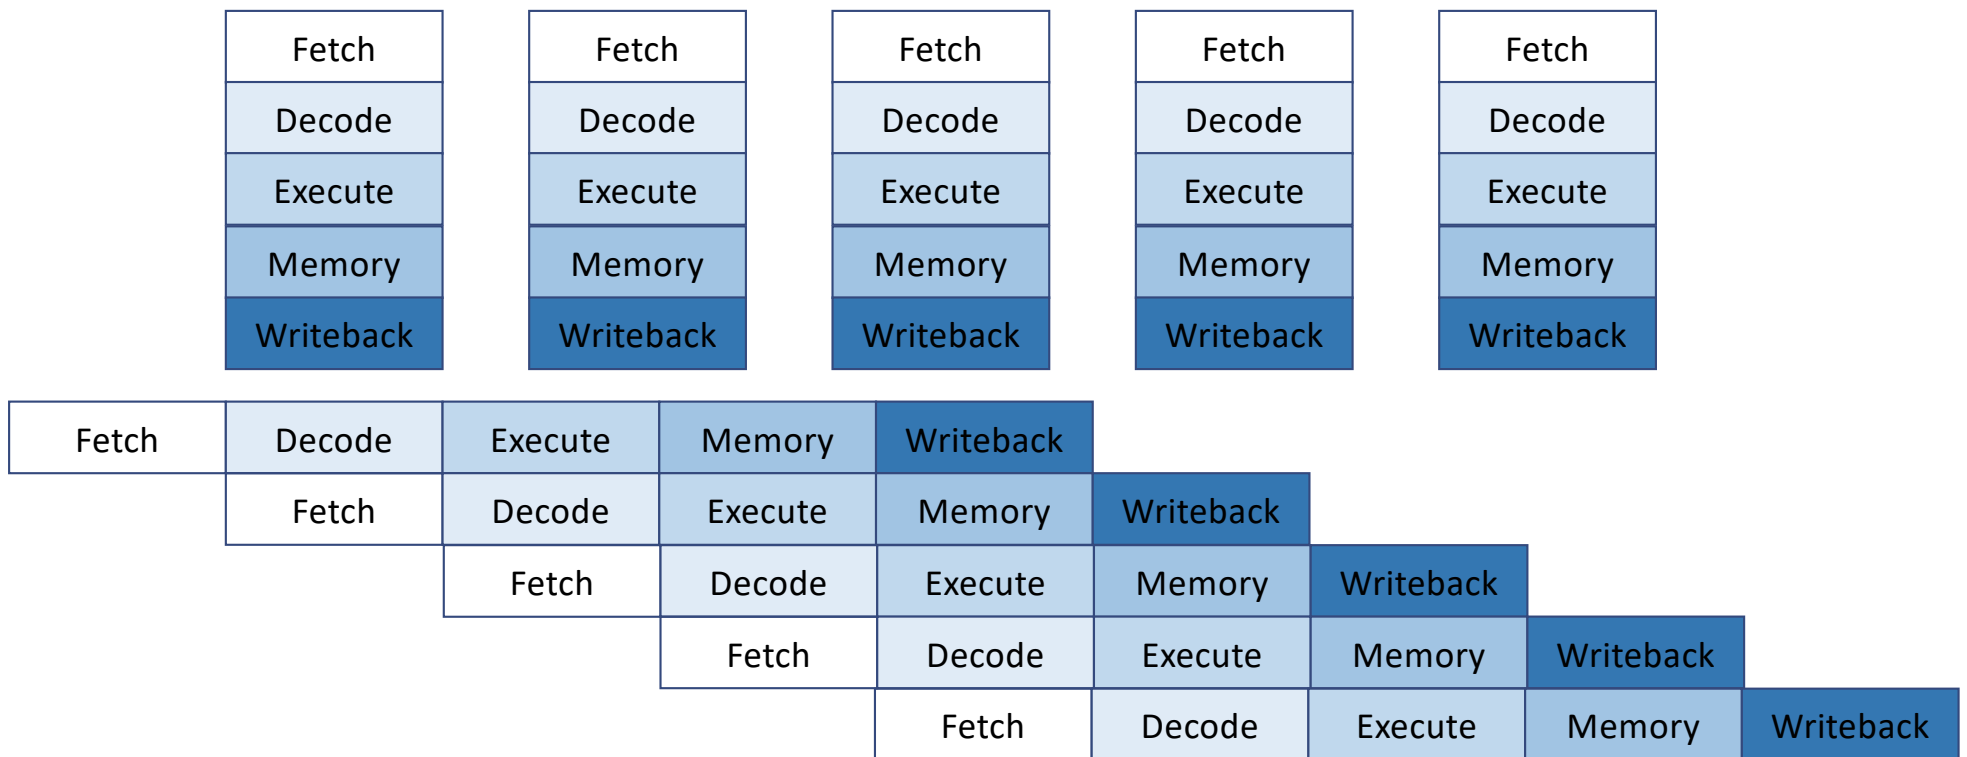 Fetch Fetch Fetch Fetch Fetch
Decode Decode Decode Decode Decode
Execute Execute Execute Execute Execute
Memory Memory Memory Memory Memory
Writeback Writeback Writeback Writeback Writeback
Fetch Decode Execute Memory Writeback
Fetch Decode Execute Memory Writeback
Fetch Decode Execute Memory Writeback
Fetch Decode Execute Memory Writeback
Fetch Decode Execute Memory Writeback